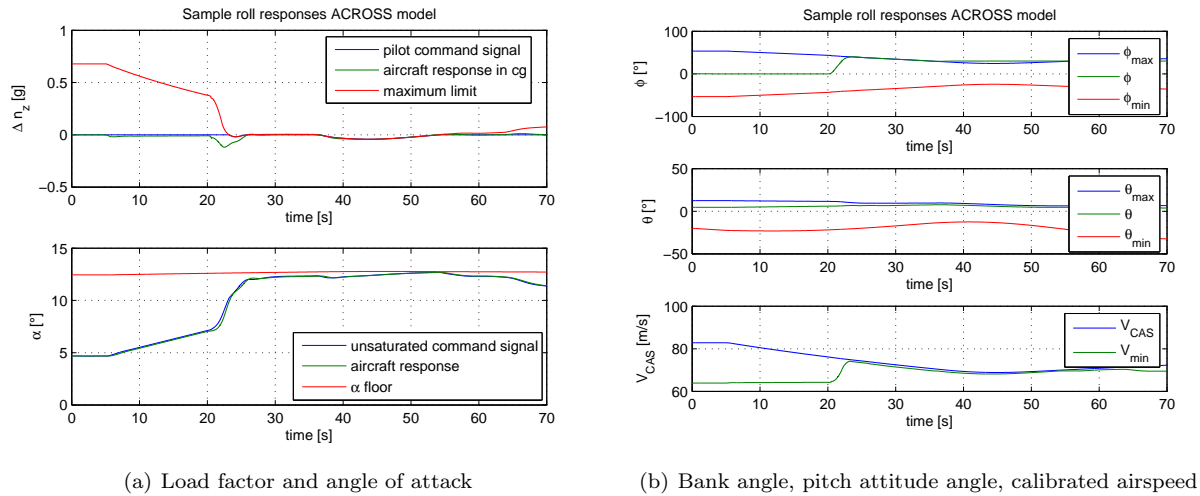 Sample roll responses ACROSS model
1
0.5
0
−0.5
Δ n_z [g]
0 10 20 30 40 50 60 70
time [s]
pilot command signal
aircraft response in cg
maximum limit
15
10
5
0
α [°]
0 10 20 30 40 50 60 70
time [s]
unsaturated command signal
aircraft response
α floor
(a) Load factor and angle of attack
Sample roll responses ACROSS model
100
0
−100
ϕ [°]
0 10 20 30 40 50 60 70
time [s]
ϕ_max
ϕ
ϕ_min
50
0
−50
θ [°]
0 10 20 30 40 50 60 70
time [s]
θ_max
θ
θ_min
100
80
60
V_CAS [m/s]
0 10 20 30 40 50 60 70
time [s]
V_CAS
V_min
(b) Bank angle, pitch attitude angle, calibrated airspeed